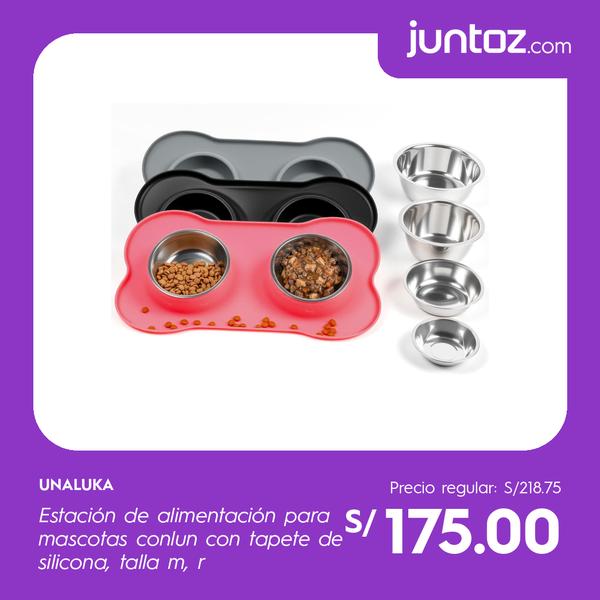 juntoz.com
UNALUKA
Estación de alimentación para
mascotas conlun con tapete de
silicona, talla m, r
Precio regular: S/218.75
S/ 175.00